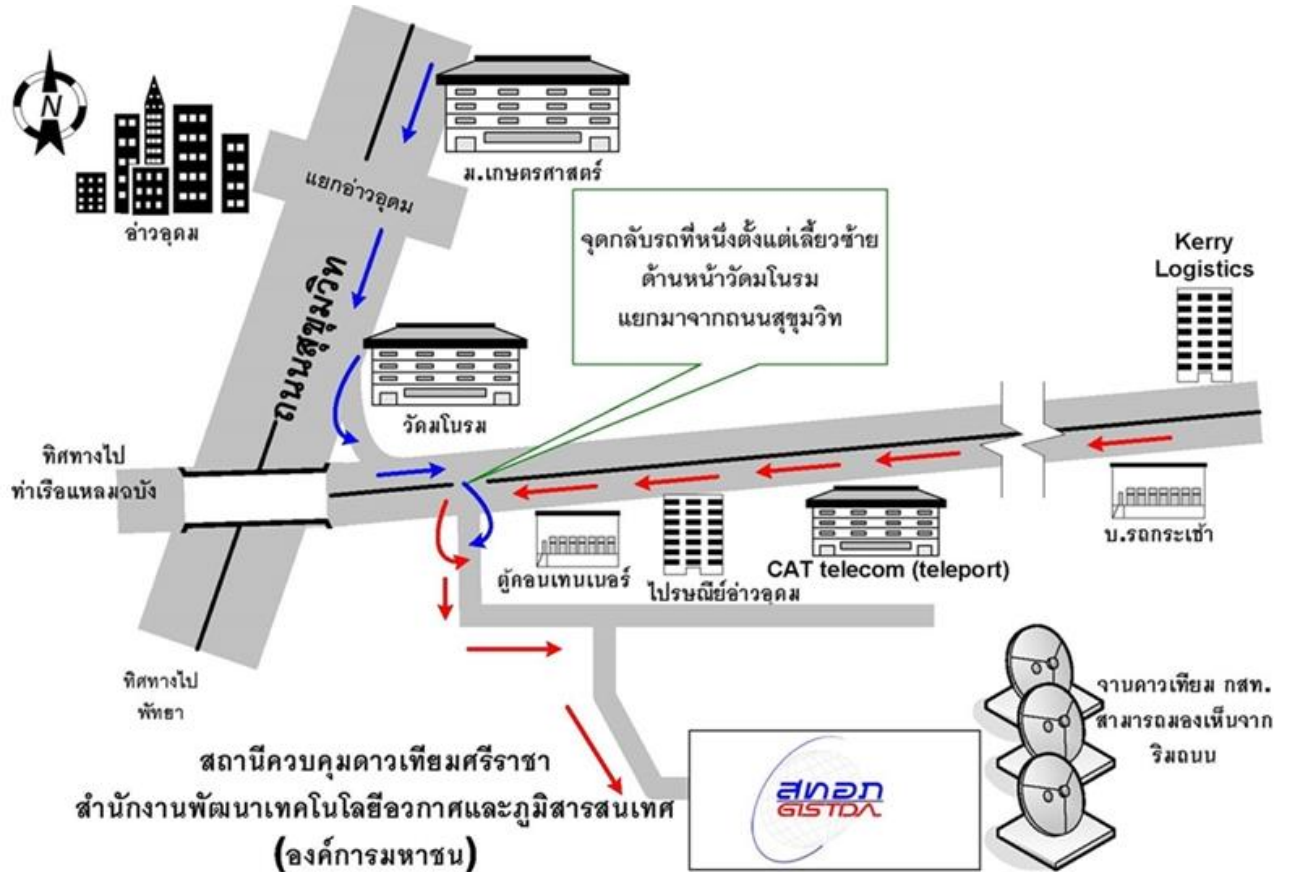 N
ม.เกษตรศาสตร์
แยกอ่าวอุดม
อ่าวอุดม
จุดกลับรถที่หนึ่งตั้งแต่เลี้ยวซ้าย
ด้านหน้าวัดมโนรม
แยกมาจากถนนสุขุมวิท
Kerry
Logistics
ถนนสุขุมวิท
วัดมโนรม
ทิศทางไป
ท่าเรือแหลมฉบัง
บ.รถกระเช้า
ตู้คอนเทนเนอร์
ไปรษณีย์อ่าวอุดม
CAT telecom (teleport)
ทิศทางไป
พัทยา
จานดาวเทียม กสท.
สามารถมองเห็นจาก
ริมถนน
สถานีควบคุมดาวเทียมศรีราชา
สำนักงานพัฒนาเทคโนโลยีอวกาศและภูมิสารสนเทศ
(องค์การมหาชน)
สทอภ
GISTDA